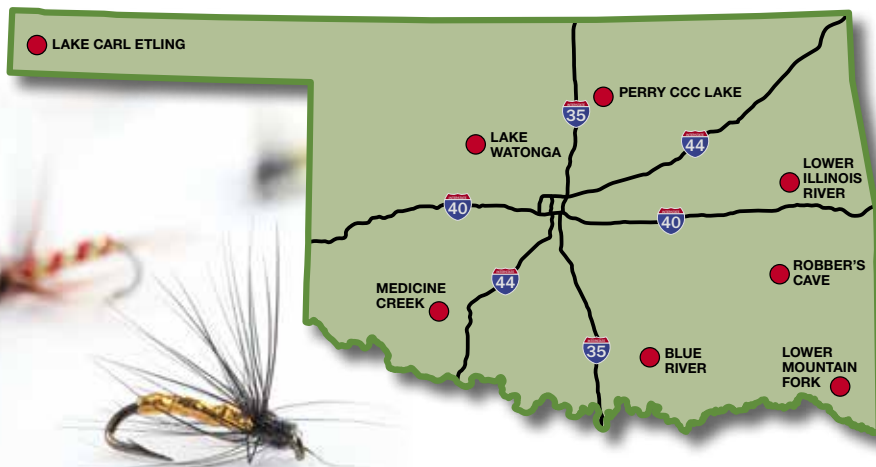 LAKE CARL ETLING
PERRY CCC LAKE
35
44
LAKE
WATONGA
LOWER
ILLINOIS
RIVER
40
40
ROBBER'S
CAVE
44
MEDICINE
CREEK
35
BLUE
RIVER
LOWER
MOUNTAIN
FORK